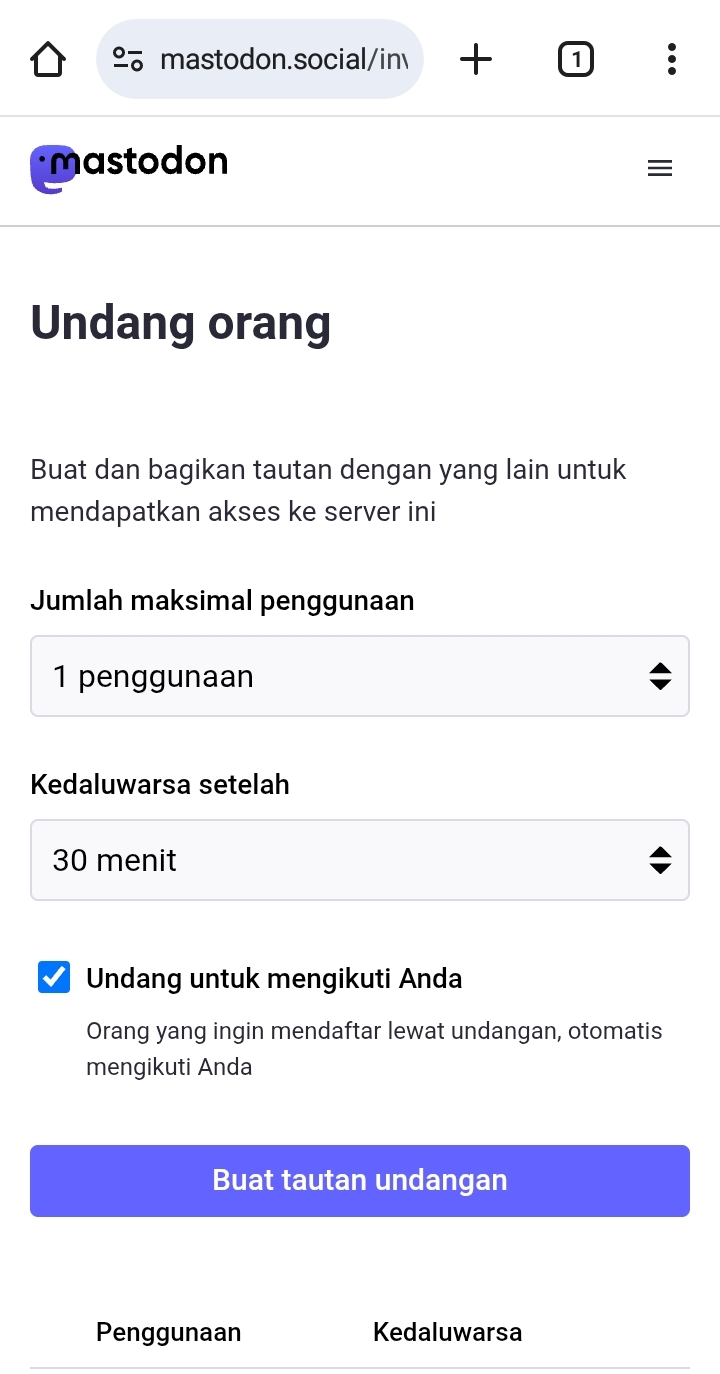 mastodon.social/inv
1
mastodon
Undang orang
Buat dan bagikan tautan dengan yang lain untuk
mendapatkan akses ke server ini
Jumlah maksimal penggunaan
1 penggunaan
Kedaluwarsa setelah
30 menit
Undang untuk mengikuti Anda
Orang yang ingin mendaftar lewat undangan, otomatis
mengikuti Anda
Buat tautan undangan
Penggunaan Kedaluwarsa